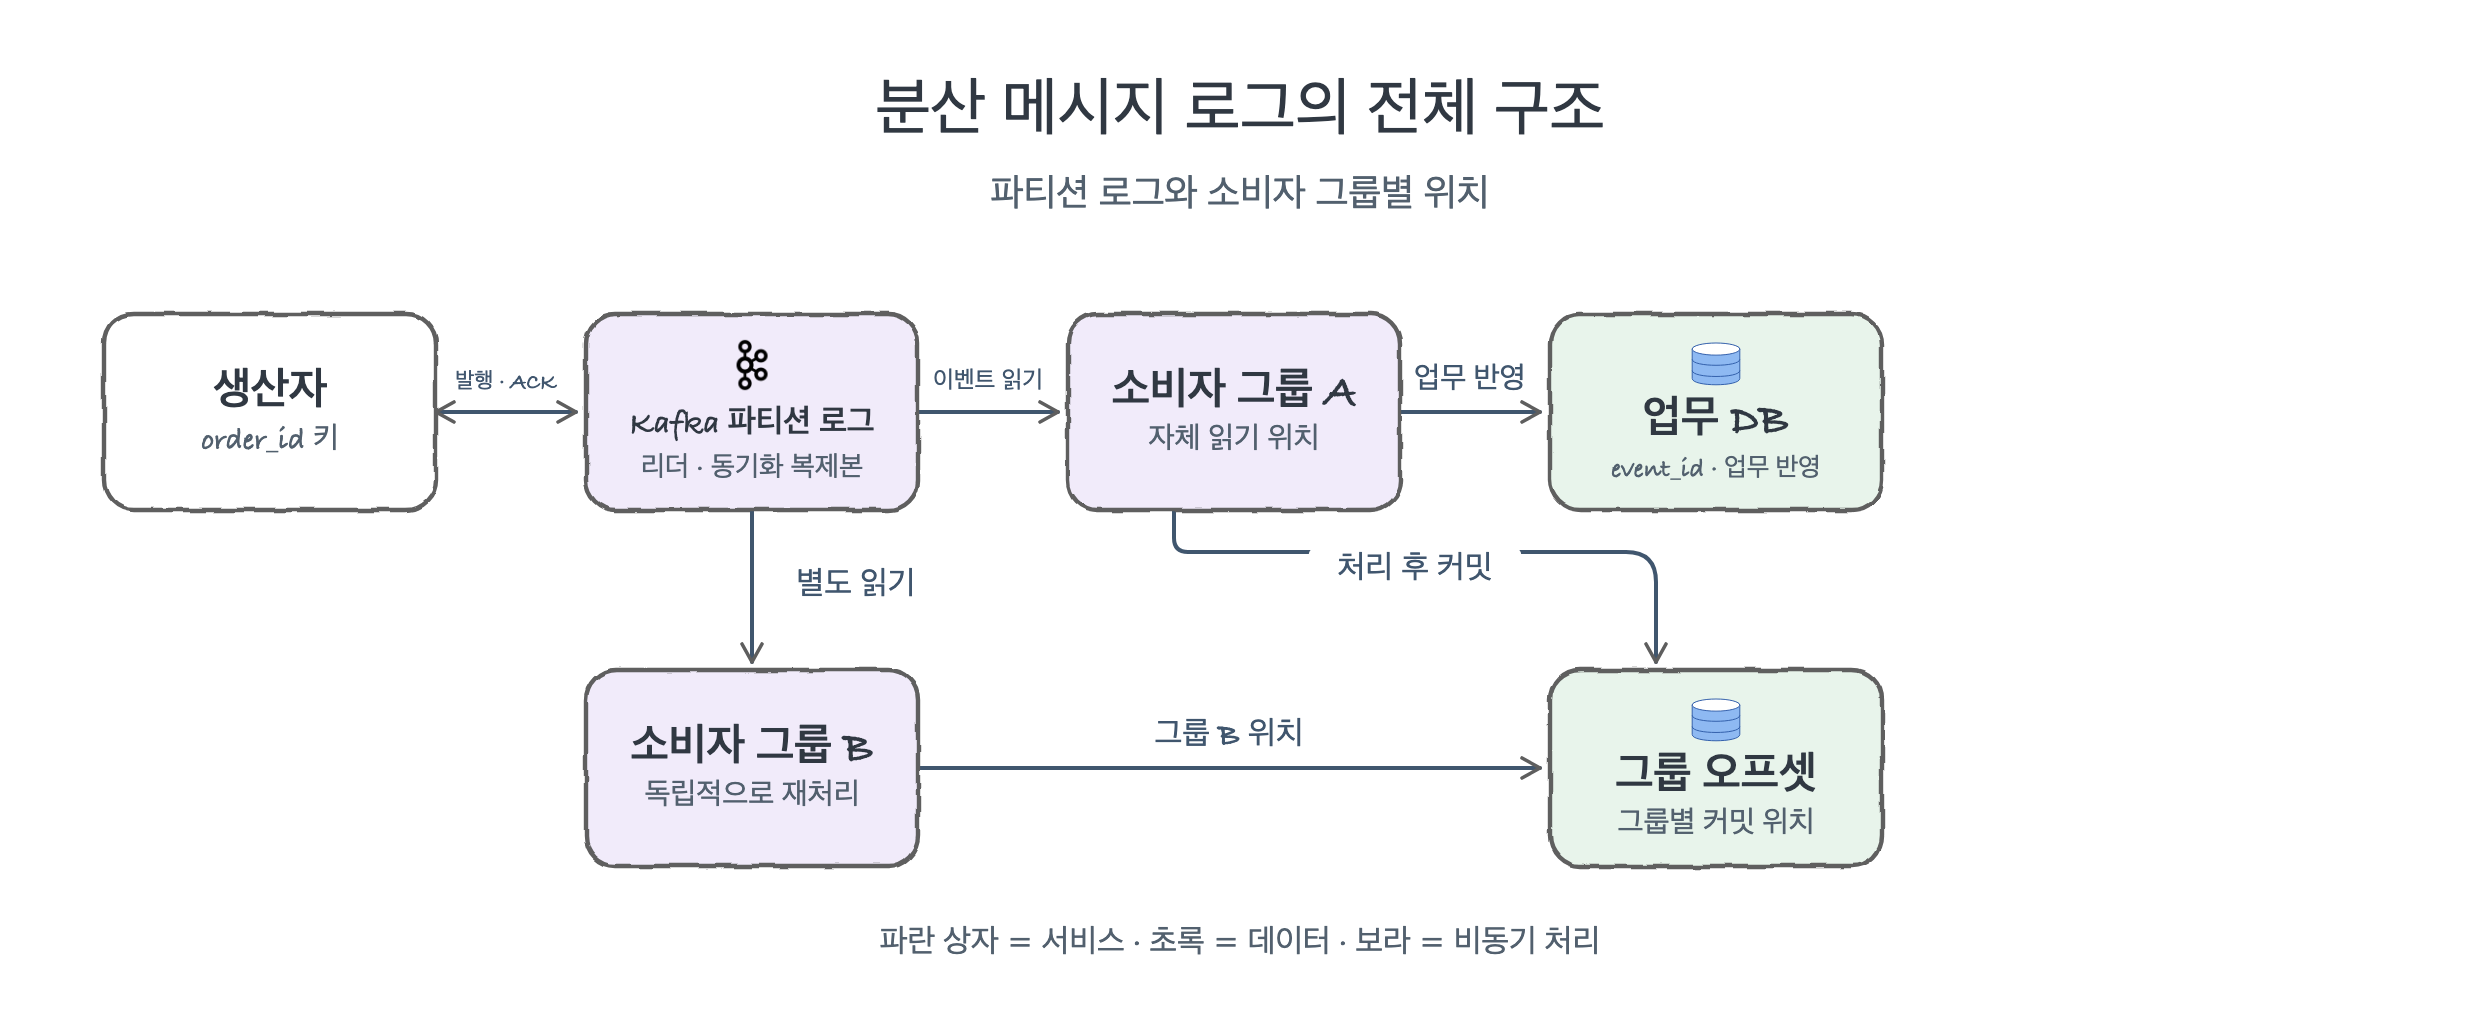 분산 메시지 로그의 전체 구조
파티션 로그와 소비자 그룹별 위치
생산자
order_id 키
발행 · ACK
Kafka 파티션 로그
리더 · 동기화 복제본
이벤트 읽기
소비자 그룹 A
자체 읽기 위치
업무 반영
업무 DB
event_id · 업무 반영
별도 읽기
처리 후 커밋
소비자 그룹 B
독립적으로 재처리
그룹 B 위치
그룹 오프셋
그룹별 커밋 위치
파란 상자 = 서비스 · 초록 = 데이터 · 보라 = 비동기 처리